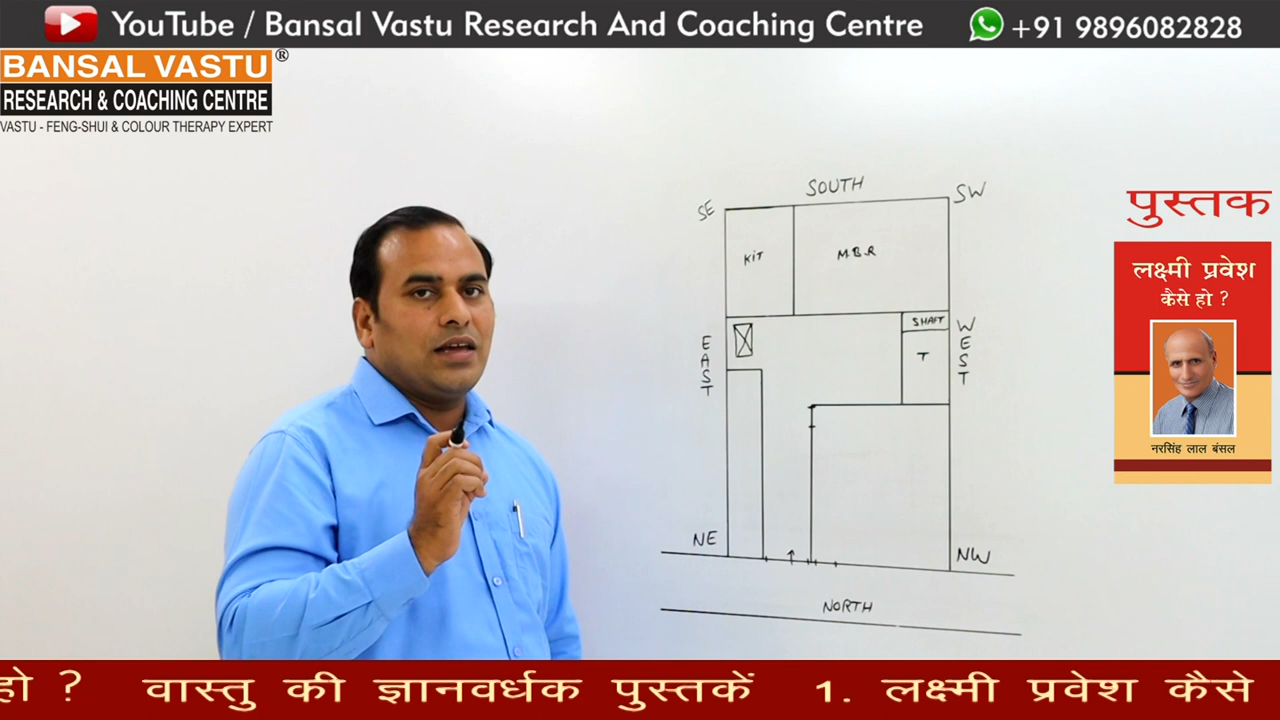 YouTube / Bansal Vastu Research And Coaching Centre +91 9896082828
BANSAL VASTU ®
RESEARCH & COACHING CENTRE
VASTU - FENG-SHUI & COLOUR THERAPY EXPERT
SOUTH
SE
SW
KIT
M.B.R
SHAFT
T
EAST
WEST
NE
NW
NORTH
पुस्तक
लक्ष्मी प्रवेश
कैसे हो ?
नरसिंह लाल बंसल
हो ? वास्तु की ज्ञानवर्धक पुस्तकें 1. लक्ष्मी प्रवेश कैसे